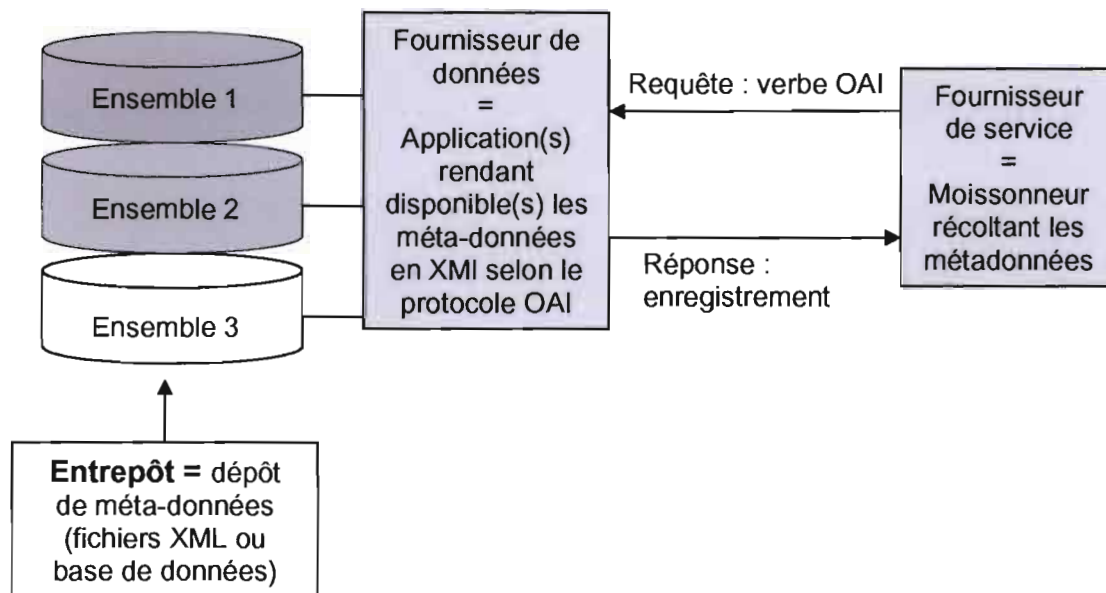 Ensemble 1
Ensemble 2
Ensemble 3
Entrepôt = dépôt
de méta-données
(fichiers XML ou
base de données)
Fournisseur de
données
=
Application(s)
rendant
disponible(s) les
méta-données
en XMI selon le
protocole OAI
Requête : verbe OAI
Réponse :
enregistrement
Fournisseur
de service
=
Moissonneur
récoltant les
métadonnées